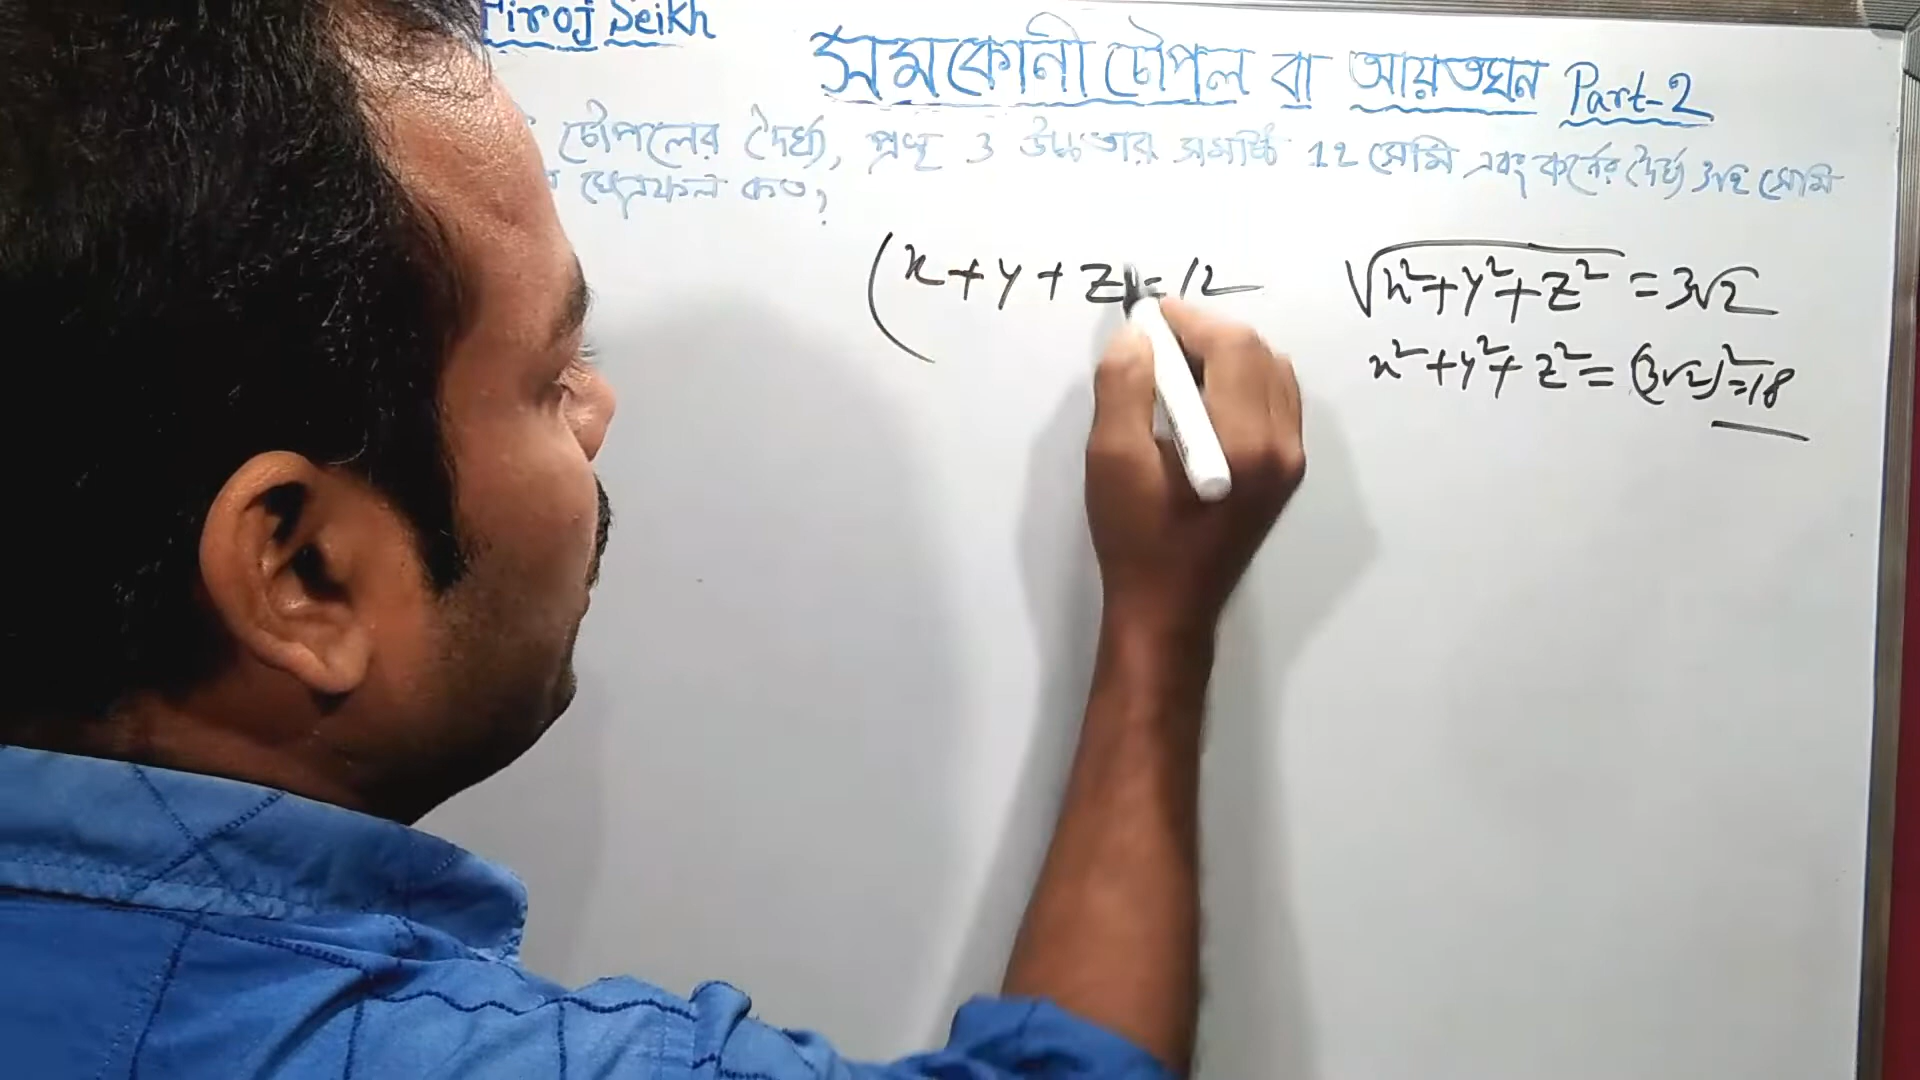 Firoj Seikh
সমকোনী চৌপল বা আয়তঘন Part-2
চৌপলের দৈর্ঘ্য, প্রস্থ ও উচ্চতার সমষ্টি 12 সেমি এবং কর্নের দৈর্ঘ্য 3√2 সেমি
ক্ষেত্রফল কত?
(x+y+z)=12
√x²+y²+z² = 3√2
x²+y²+z² = (3√2)²=18